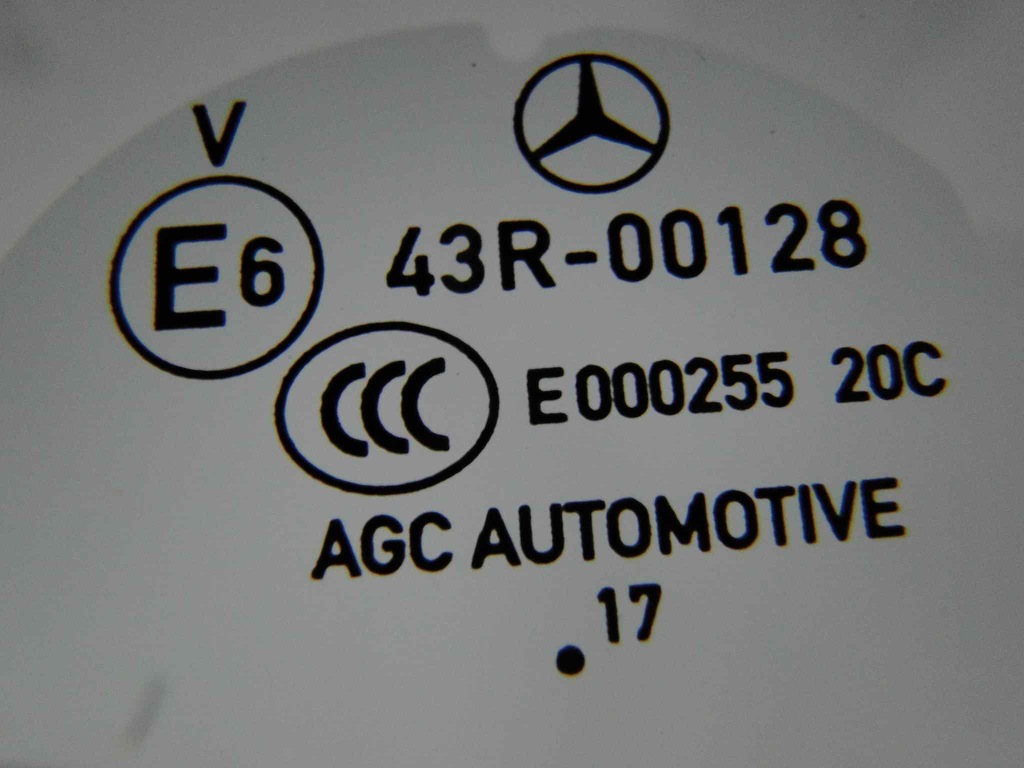 V
E6 43R-00128
CCC E000255 20C
AGC AUTOMOTIVE
.17